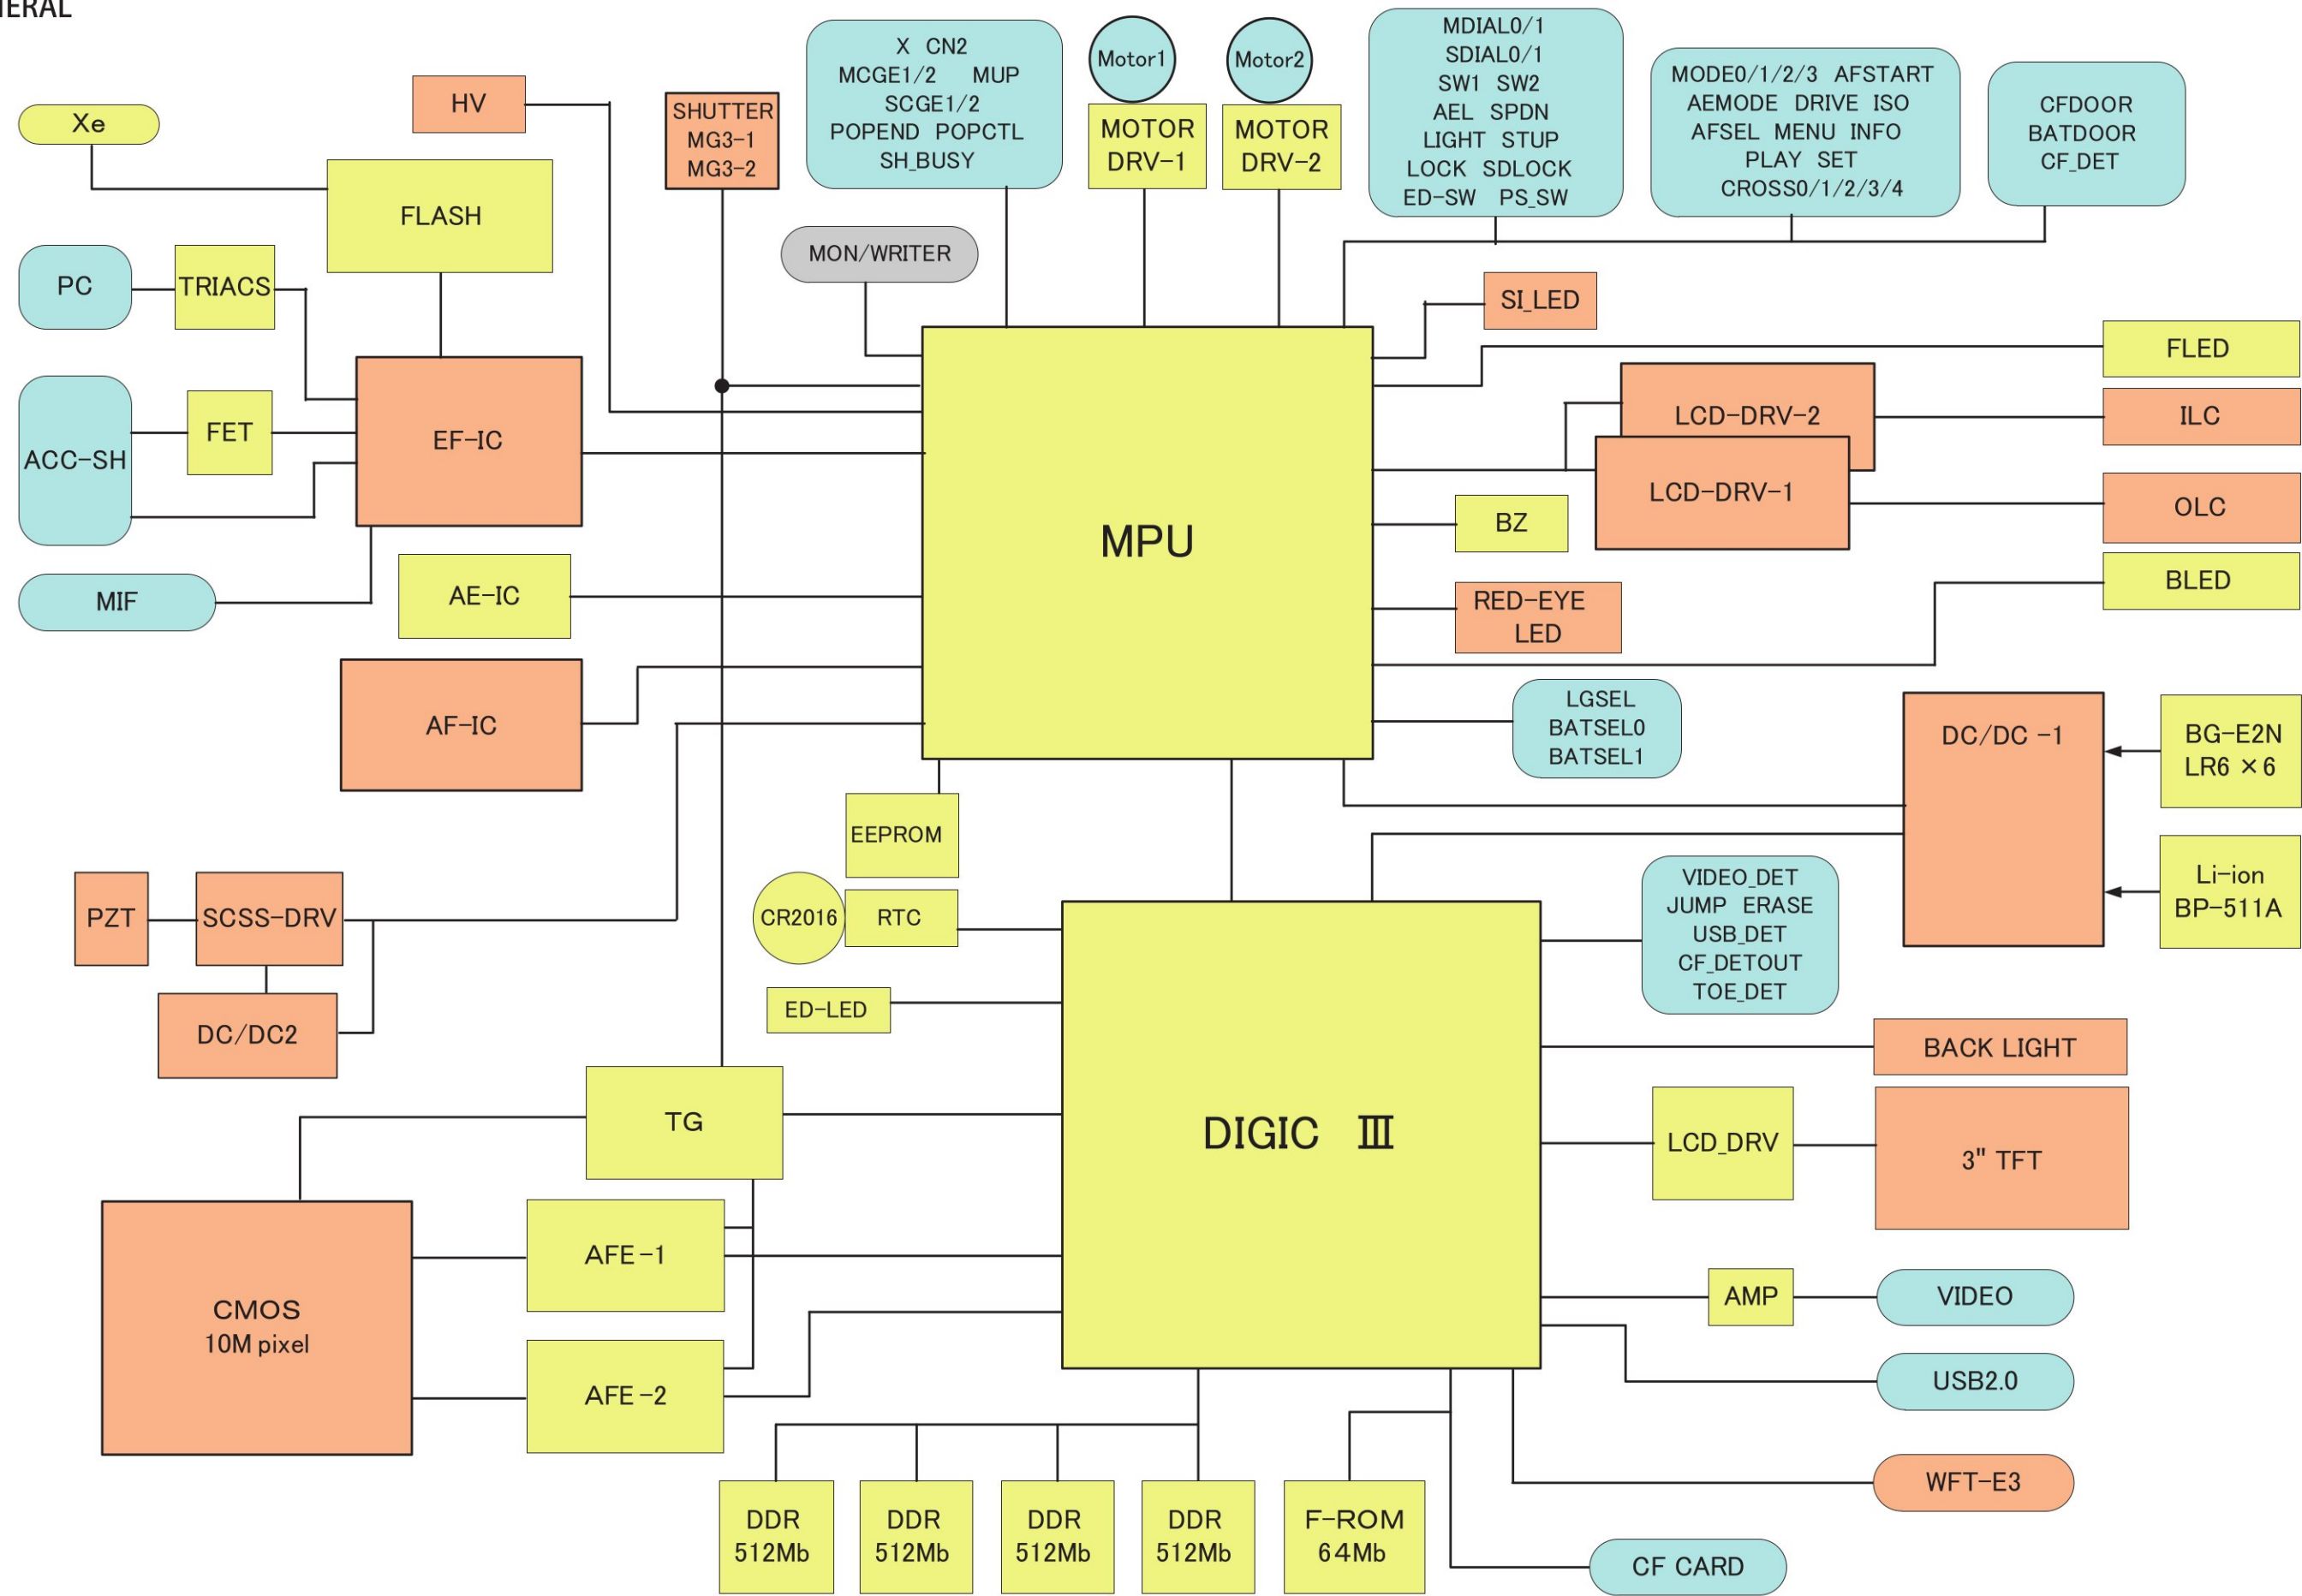 NERAL
X CN2
MCGE1/2 MUP
SCGE1/2
POPEND POPCTL
SH_BUSY
Motor1
Motor2
MDIAL0/1
SDIAL0/1
SW1 SW2
AEL SPDN
LIGHT STUP
LOCK SDLOCK
ED-SW PS_SW
MODE0/1/2/3 AFSTART
AEMODE DRIVE ISO
AFSEL MENU INFO
PLAY SET
CROSS0/1/2/3/4
CFDOOR
BATDOOR
CF_DET
Xe
HV
SHUTTER
MG3-1
MG3-2
MOTOR
DRV-1
MOTOR
DRV-2
FLASH
MON/WRITER
PC
TRIACS
SI_LED
FLED
ACC-SH
FET
EF-IC
LCD-DRV-2
ILC
LCD-DRV-1
OLC
MPU
BZ
MIF
AE-IC
RED-EYE
LED
BLED
AF-IC
LGSEL
BATSEL0
BATSEL1
DC/DC -1
BG-E2N
LR6 ×6
EEPROM
Li-ion
BP-511A
PZT
SCSS-DRV
CR2016
RTC
VIDEO_DET
JUMP ERASE
USB_DET
CF_DETOUT
TOE_DET
DC/DC2
ED-LED
BACK LIGHT
TG
DIGIC Ⅲ
LCD_DRV
3" TFT
CMOS
10M pixel
AFE-1
AFE-2
AMP
VIDEO
USB2.0
WFT-E3
DDR
512Mb
DDR
512Mb
DDR
512Mb
DDR
512Mb
F-ROM
64Mb
CF CARD